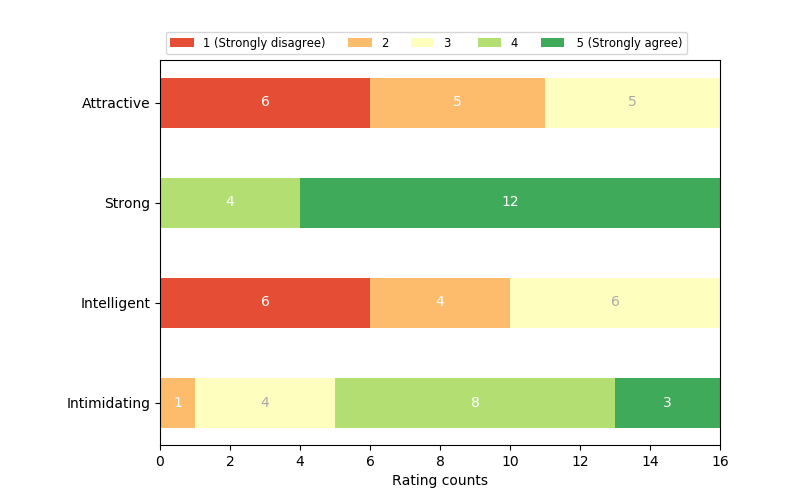 1 (Strongly disagree) 2 3 4 5 (Strongly agree)
Attractive 6 5 5
Strong 4 12
Intelligent 6 4 6
Intimidating 1 4 8 3
0 2 4 6 8 10 12 14 16
Rating counts